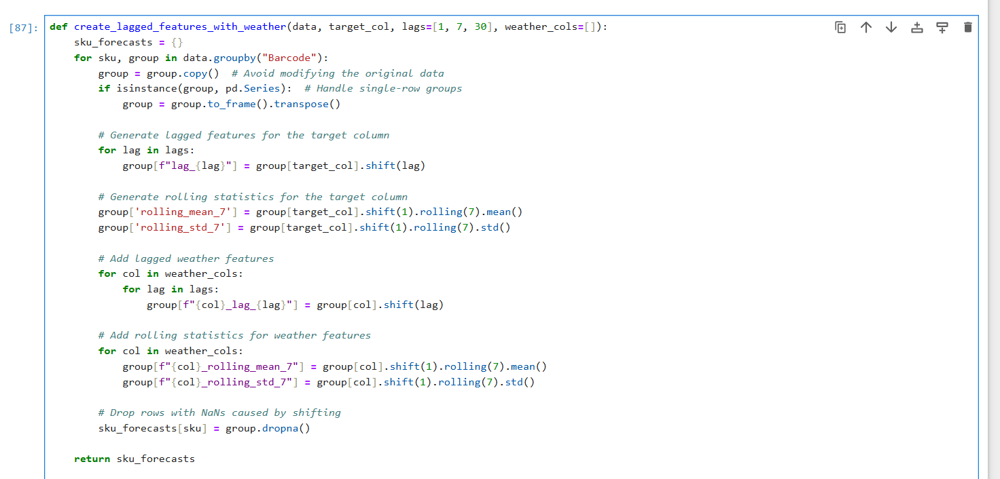 [87]:
def create_lagged_features_with_weather(data, target_col, lags=[1, 7, 30], weather_cols=[]):
    sku_forecasts = {}
    for sku, group in data.groupby("Barcode"):
        group = group.copy()  # Avoid modifying the original data
        if isinstance(group, pd.Series):  # Handle single-row groups
            group = group.to_frame().transpose()

        # Generate lagged features for the target column
        for lag in lags:
            group[f"lag_{lag}"] = group[target_col].shift(lag)

        # Generate rolling statistics for the target column
        group['rolling_mean_7'] = group[target_col].shift(1).rolling(7).mean()
        group['rolling_std_7'] = group[target_col].shift(1).rolling(7).std()

        # Add lagged weather features
        for col in weather_cols:
            for lag in lags:
                group[f"{col}_lag_{lag}"] = group[col].shift(lag)

        # Add rolling statistics for weather features
        for col in weather_cols:
            group[f"{col}_rolling_mean_7"] = group[col].shift(1).rolling(7).mean()
            group[f"{col}_rolling_std_7"] = group[col].shift(1).rolling(7).std()

        # Drop rows with NaNs caused by shifting
        sku_forecasts[sku] = group.dropna()

    return sku_forecasts